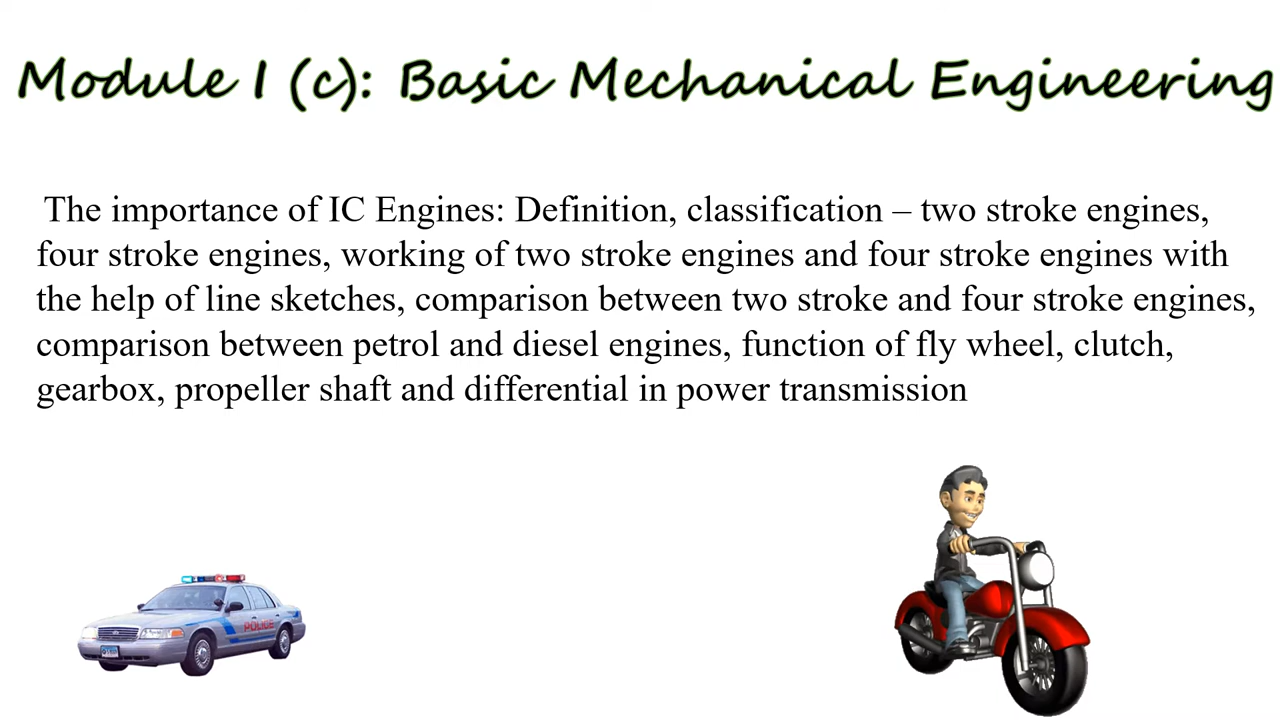 Module I (c): Basic Mechanical Engineering
The importance of IC Engines: Definition, classification – two stroke engines,
four stroke engines, working of two stroke engines and four stroke engines with
the help of line sketches, comparison between two stroke and four stroke engines,
comparison between petrol and diesel engines, function of fly wheel, clutch,
gearbox, propeller shaft and differential in power transmission
POLICE